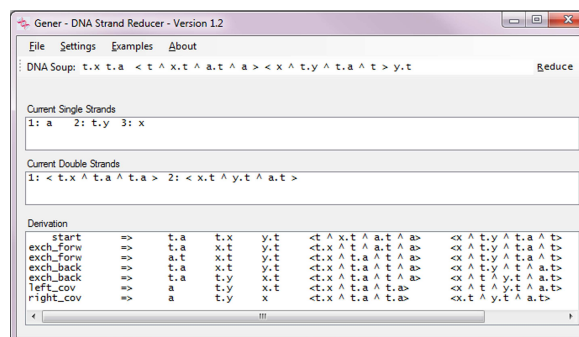 Gener - DNA Strand Reducer - Version 1.2
File Settings Examples About
DNA Soup: t.x t.a < t ^ x.t ^ a.t ^ a > < x ^ t.y ^ t.a ^ t > y.t Reduce
Current Single Strands
1: a 2: t.y 3: x
Current Double Strands
1: < t.x ^ t.a ^ t.a > 2: < x.t ^ y.t ^ a.t >
Derivation
start => t.a t.x y.t <t ^ x.t ^ a.t ^ a> <x ^ t.y ^ t.a ^ t>
exch_forw => t.a x.t y.t <t.x ^ t ^ a.t ^ a> <x ^ t.y ^ t.a ^ t>
exch_forw => a.t x.t y.t <t.x ^ t.a ^ t ^ a> <x ^ t.y ^ t.a ^ t>
exch_back => t.a x.t y.t <t.x ^ t ^ a.t ^ a> <x ^ t.y ^ t ^ a.t>
exch_back => t.a t.y x.t <t.x ^ t ^ a.t ^ a> <x ^ t ^ y.t ^ a.t>
left_cov => a t.y x.t <t.x ^ t.a ^ t.a> <x ^ t ^ y.t ^ a.t>
right_cov => a t.y x <t.x ^ t.a ^ t.a> <x.t ^ y.t ^ a.t>